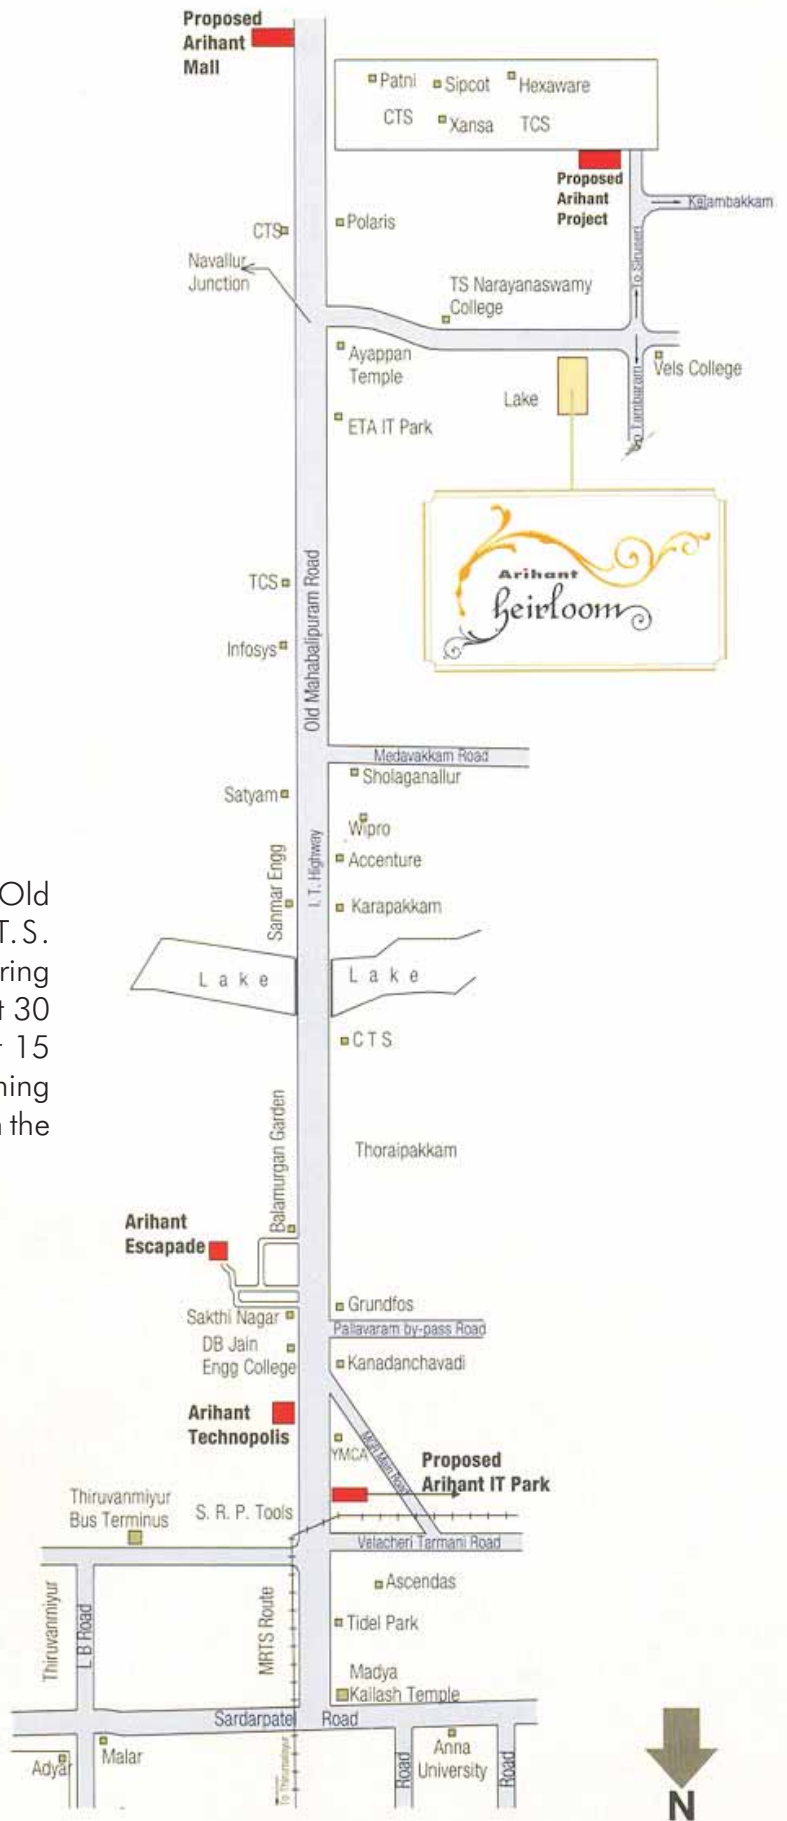 Proposed
Arihant
Mall
Patni
Sipcot
Hexaware
CTS
Xansa
TCS
Proposed
Arihant
Project
Kelambakkam
CTS
Polaris
To Siruseri
Navallur
Junction
TS Narayanaswamy
College
Ayappan
Temple
Vels College
Lake
To Tambaram
ETA IT Park
Arihant
heirloom
TCS
Infosys
Old Mahabalipuram Road
Medavakkam Road
Sholaganallur
Satyam
Wipro
I. T. Highway
Accenture
Sanmar Engg
Karapakkam
Old
T.S.
ring
t 30
15
ning
the
Lake
Lake
CTS
Balamurgan Garden
Thoraipakkam
Arihant
Escapade
Grundfos
Sakthi Nagar
Pallavaram by-pass Road
DB Jain
Engg College
Kanadanchavadi
Arihant
Technopolis
YMCA
MGR Main Road
Proposed
Arihant IT Park
Thiruvanmiyur
Bus Terminus
S. R. P. Tools
Velacheri Tarmani Road
Ascendas
Thiruvanmiyur
L B Road
MRTS Route
Tidel Park
Madya
Kailash Temple
Sardarpatel Road
Adyar
Malar
Road
Anna
University
Road
N